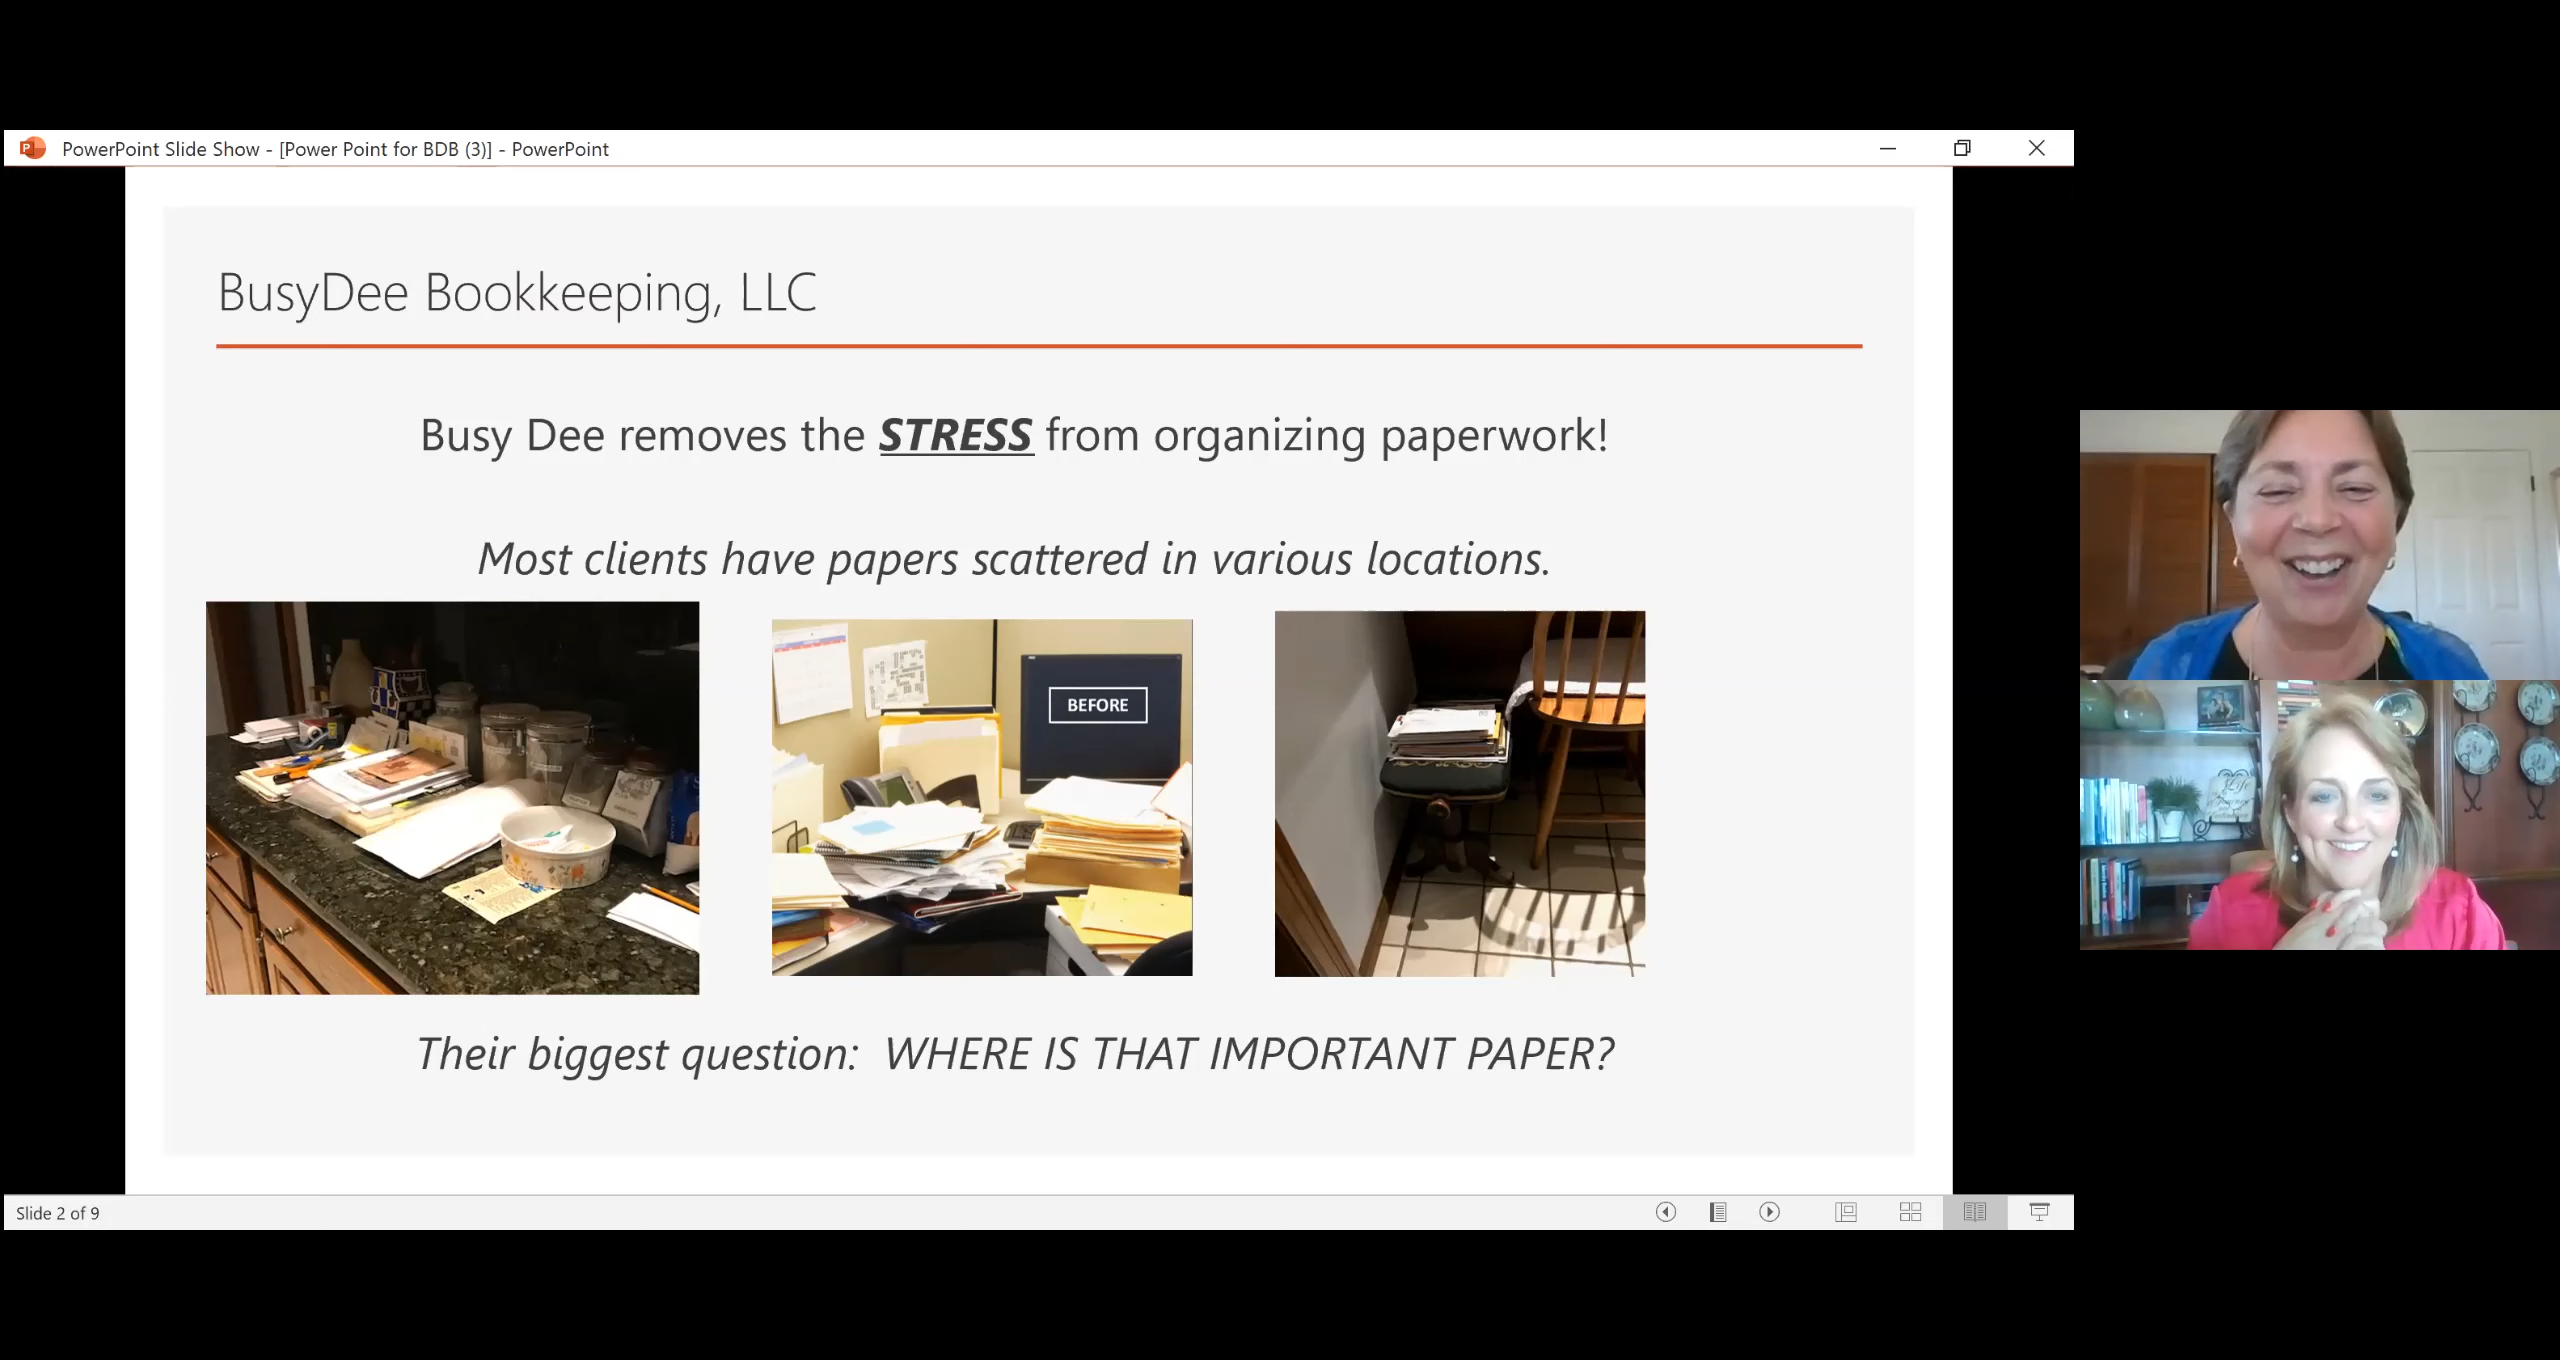 PowerPoint Slide Show - [Power Point for BDB (3)] - PowerPoint
BusyDee Bookkeeping, LLC
Busy Dee removes the STRESS from organizing paperwork!
Most clients have papers scattered in various locations.
BEFORE
Their biggest question:  WHERE IS THAT IMPORTANT PAPER?
Slide 2 of 9